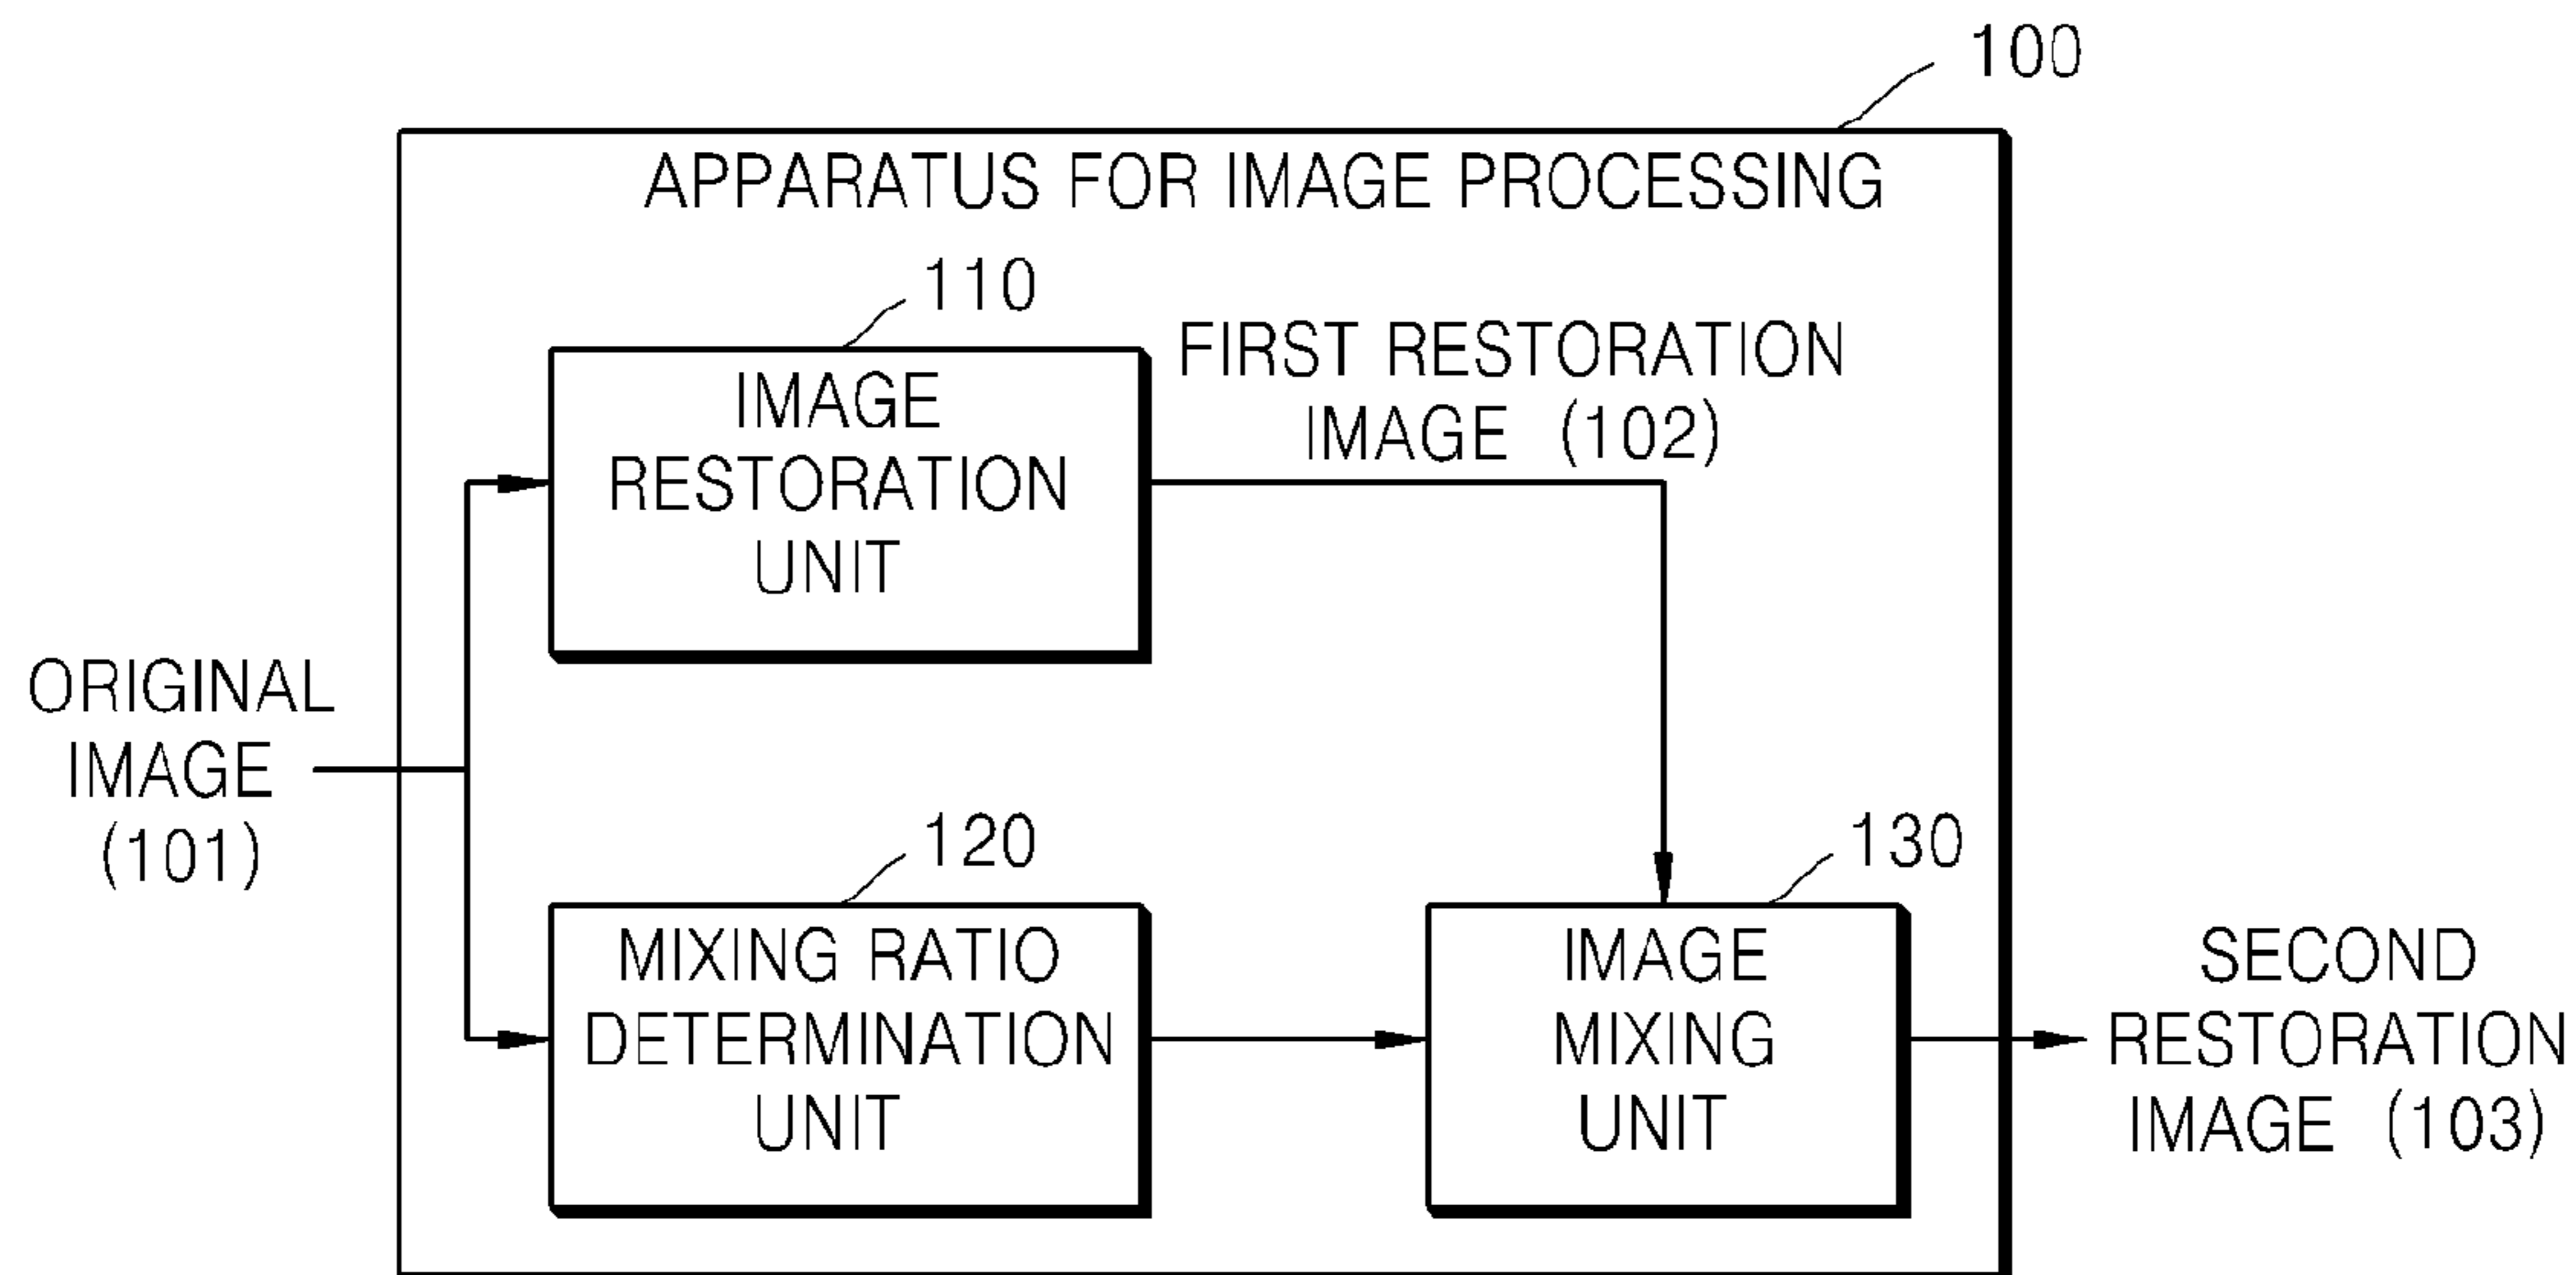 100
APPARATUS FOR IMAGE PROCESSING
110
IMAGE
RESTORATION
UNIT
FIRST RESTORATION
IMAGE (102)
ORIGINAL
IMAGE
(101)
120
MIXING RATIO
DETERMINATION
UNIT
130
IMAGE
MIXING
UNIT
SECOND
RESTORATION
IMAGE (103)